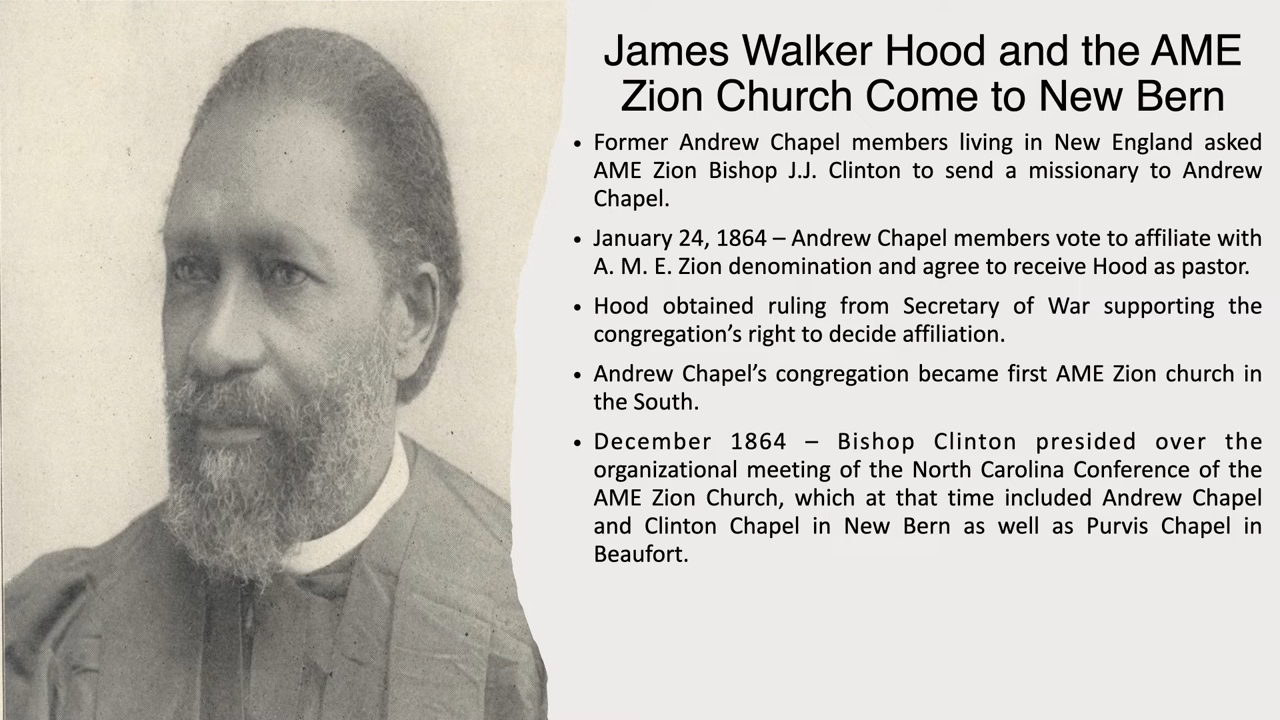 James Walker Hood and the AME
Zion Church Come to New Bern
• Former Andrew Chapel members living in New England asked
AME Zion Bishop J.J. Clinton to send a missionary to Andrew
Chapel.
• January 24, 1864 – Andrew Chapel members vote to affiliate with
A. M. E. Zion denomination and agree to receive Hood as pastor.
• Hood obtained ruling from Secretary of War supporting the
congregation’s right to decide affiliation.
• Andrew Chapel’s congregation became first AME Zion church in
the South.
• December 1864 – Bishop Clinton presided over the
organizational meeting of the North Carolina Conference of the
AME Zion Church, which at that time included Andrew Chapel
and Clinton Chapel in New Bern as well as Purvis Chapel in
Beaufort.